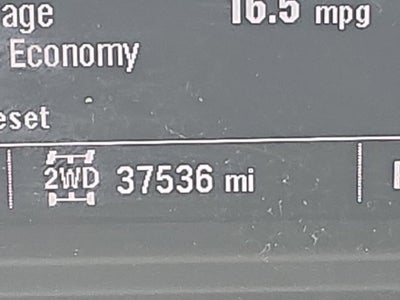 age 16.5 mpg
Economy
eset
2WD 37536 mi